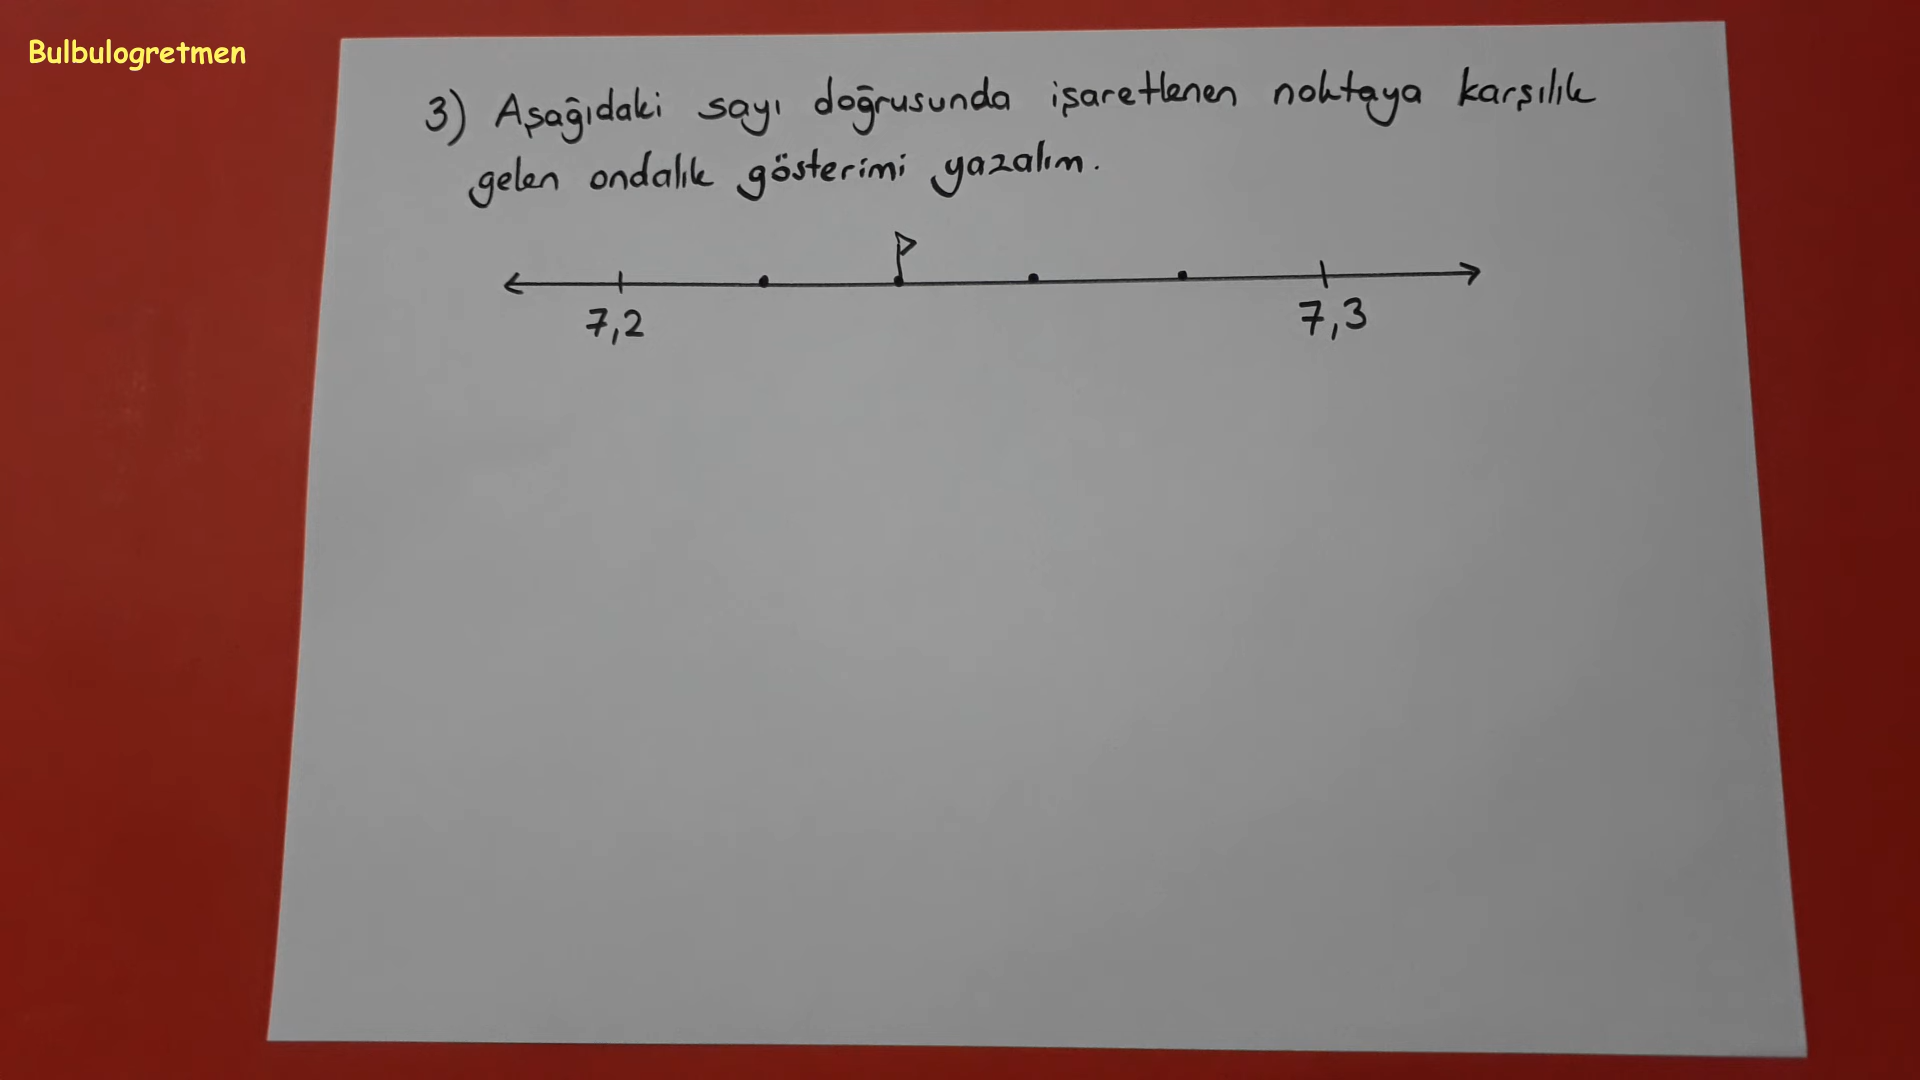 Bulbulogretmen
3) Aşağıdaki sayı doğrusunda işaretlenen noktaya karşılık
gelen ondalık gösterimi yazalım.
7,2 7,3